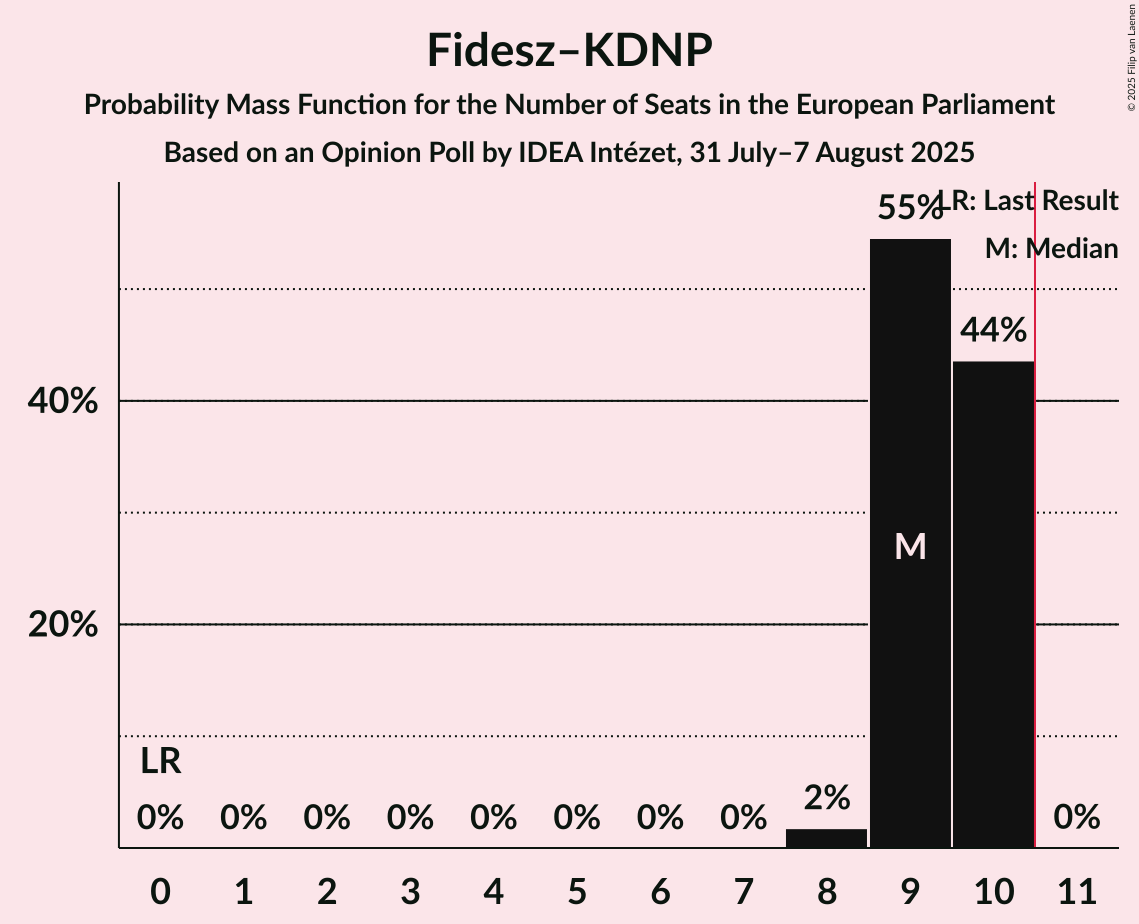 Fidesz–KDNP
Probability Mass Function for the Number of Seats in the European Parliament
Based on an Opinion Poll by IDEA Intézet, 31 July–7 August 2025
© 2025 Filip van Laenen
LR: Last Result
M: Median
55%
44%
40%
M
20%
LR
0% 0% 0% 0% 0% 0% 0% 0% 2% 0%
0 1 2 3 4 5 6 7 8 9 10 11